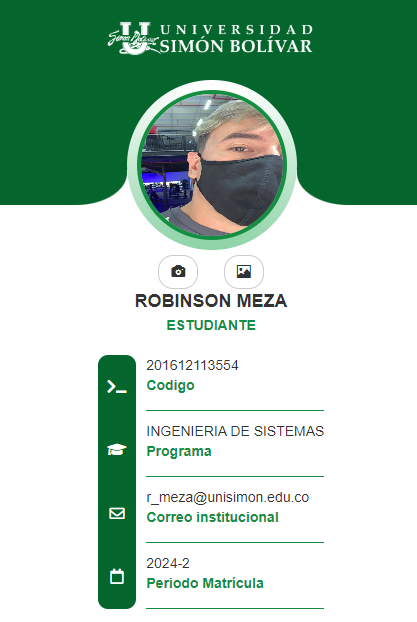 UNIVERSIDAD
SIMÓN BOLÍVAR
Simón Bolívar
ROBINSON MEZA
ESTUDIANTE
201612113554
Codigo
INGENIERIA DE SISTEMAS
Programa
r_meza@unisimon.edu.co
Correo institucional
2024-2
Periodo Matrícula